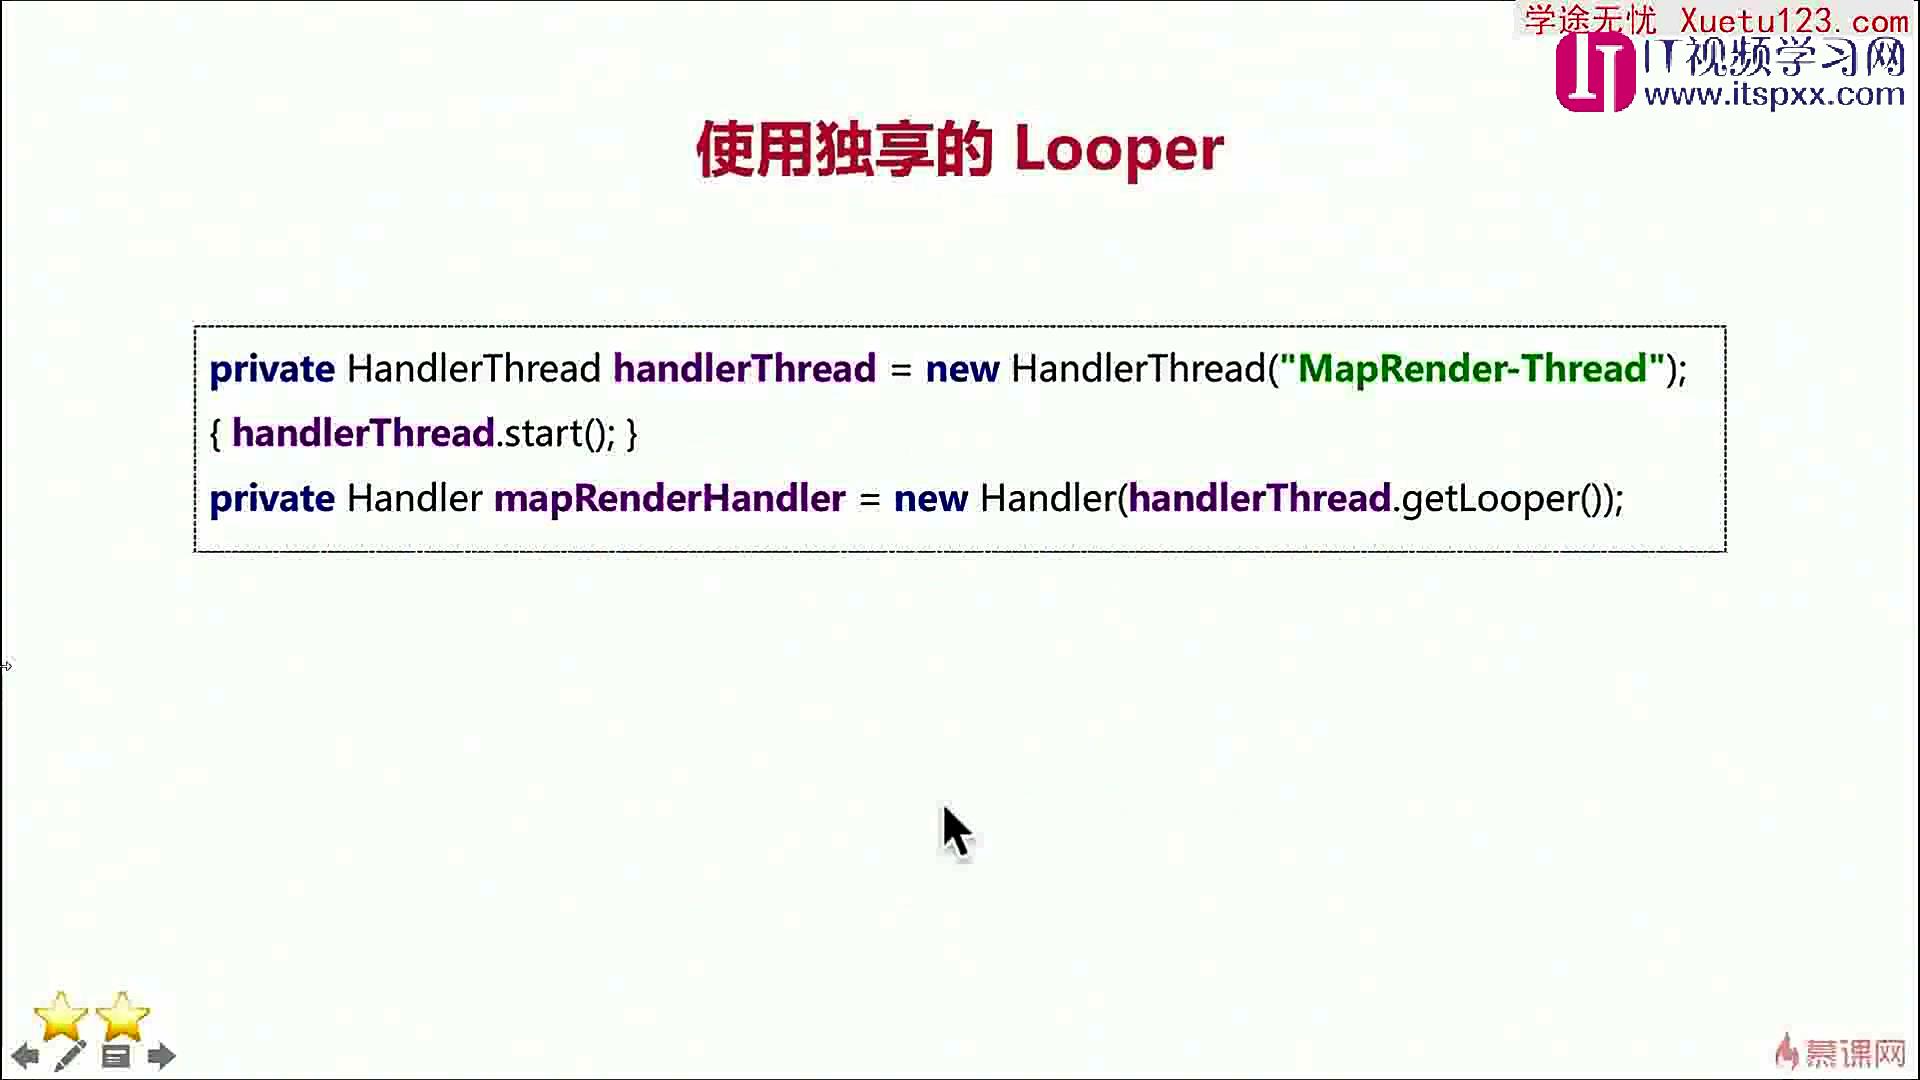 学途无忧 Xuetu123.com
IT视频学习网
www.itspxx.com
使用独享的 Looper
private HandlerThread handlerThread = new HandlerThread("MapRender-Thread");
{ handlerThread.start(); }
private Handler mapRenderHandler = new Handler(handlerThread.getLooper());
慕课网